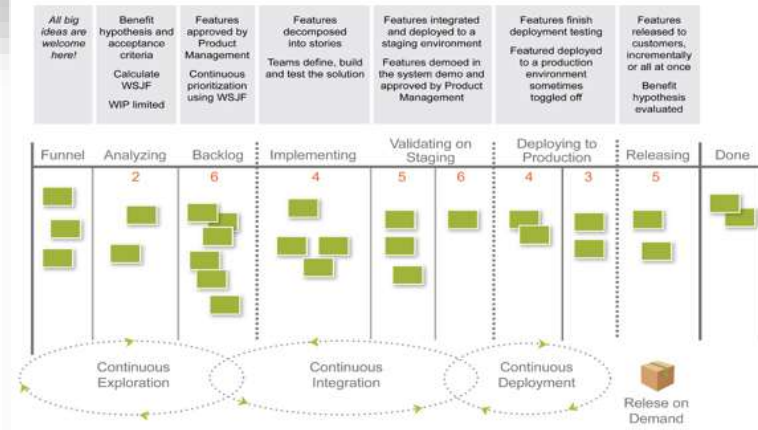 All big
ideas are
welcome
here!
Benefit
hypothesis and
acceptance
criteria
Calculate
WSJF
WIP limited
Features
approved by
Product
Management
Continuous
prioritization
using WSJF
Features
decomposed
into stories
Teams define, build
and test the solution
Features integrated
and deployed to a
staging environment
Features demoed in
the system demo and
approved by Product
Management
Features finish
deployment testing
Featured deployed
to a production
environment
sometimes
toggled off
Features
released to
customers,
incrementally
or all at once
Benefit
hypothesis
evaluated
Funnel
Analyzing
Backlog
Implementing
Validating on
Staging
Deploying to
Production
Releasing
Done
2
6
4
5
6
4
3
5
Continuous
Exploration
Continuous
Integration
Continuous
Deployment
Relese on
Demand